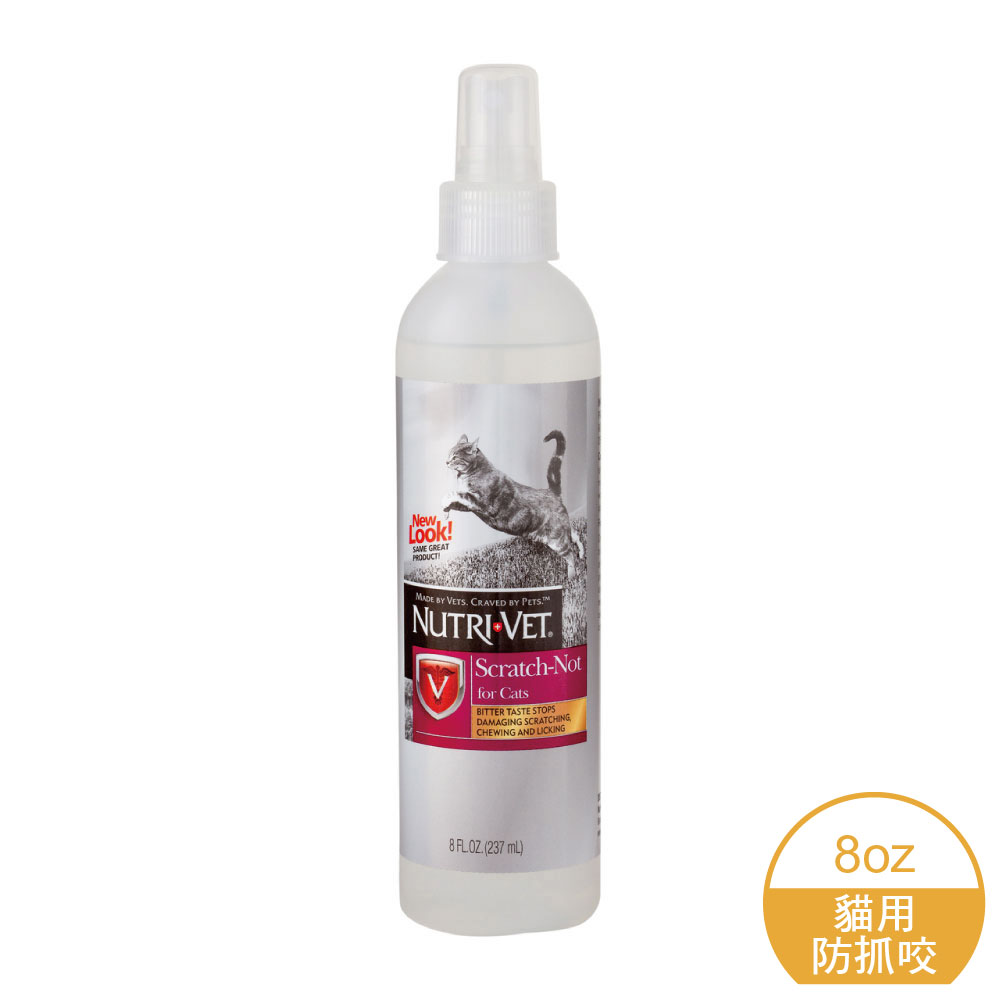 New
Look!
SAME GREAT
PRODUCT!
MADE BY VETS. CRAVED BY PETS.™
NUTRI+VET®
V
Scratch-Not
for Cats
BITTER TASTE STOPS
DAMAGING SCRATCHING,
CHEWING AND LICKING
8 FL.OZ.(237 mL)
8oz
貓用
防抓咬